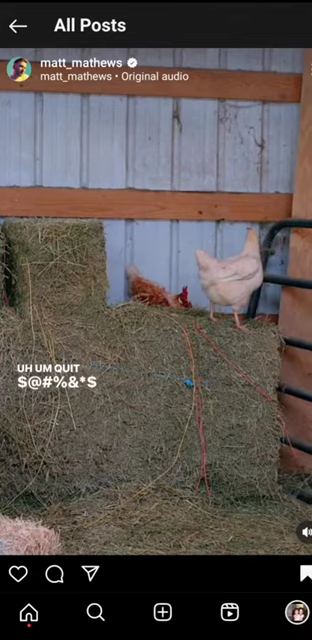 All Posts
matt_mathews
matt_mathews • Original audio
UH UM QUIT
$@#%&*$